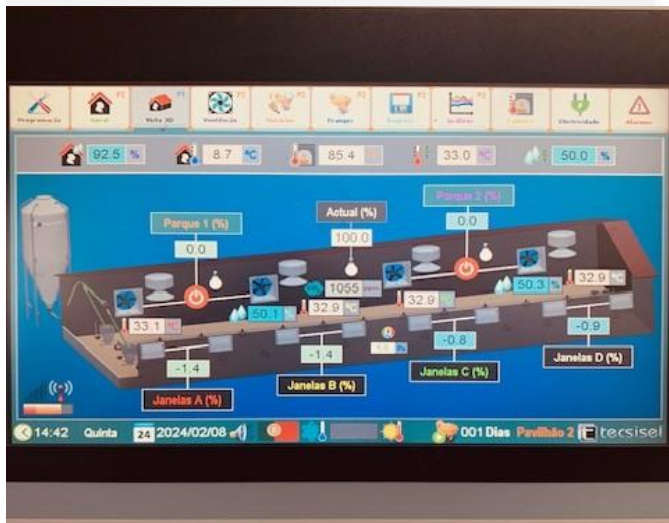 Programação Geral Vista 3D Ventilação
Electricidade Alarmes
92.5 % 8.7 °C 85.4 33.0 °C 50.0 %
Parque 1 (%) Actual (%) Parque 2 (%)
0.0 100.0 0.0
1055 ppm 50.3 % 32.9 °C
33.1 °C 50.1 % 32.9 °C 32.9 °C
-1.4 -1.4 -0.8 -0.9
Janelas A (%) Janelas B (%) Janelas C (%) Janelas D (%)
14:42 Quinta 24 2024/02/08 001 Dias Pavilhão 2 tecsisel